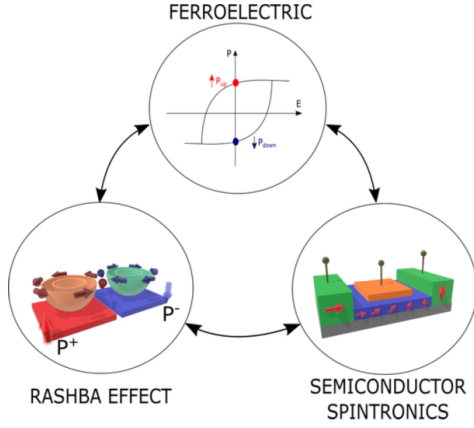 FERROELECTRIC
P
P_up
E
P_down
P⁺
P⁻
RASHBA EFFECT
SEMICONDUCTOR
SPINTRONICS